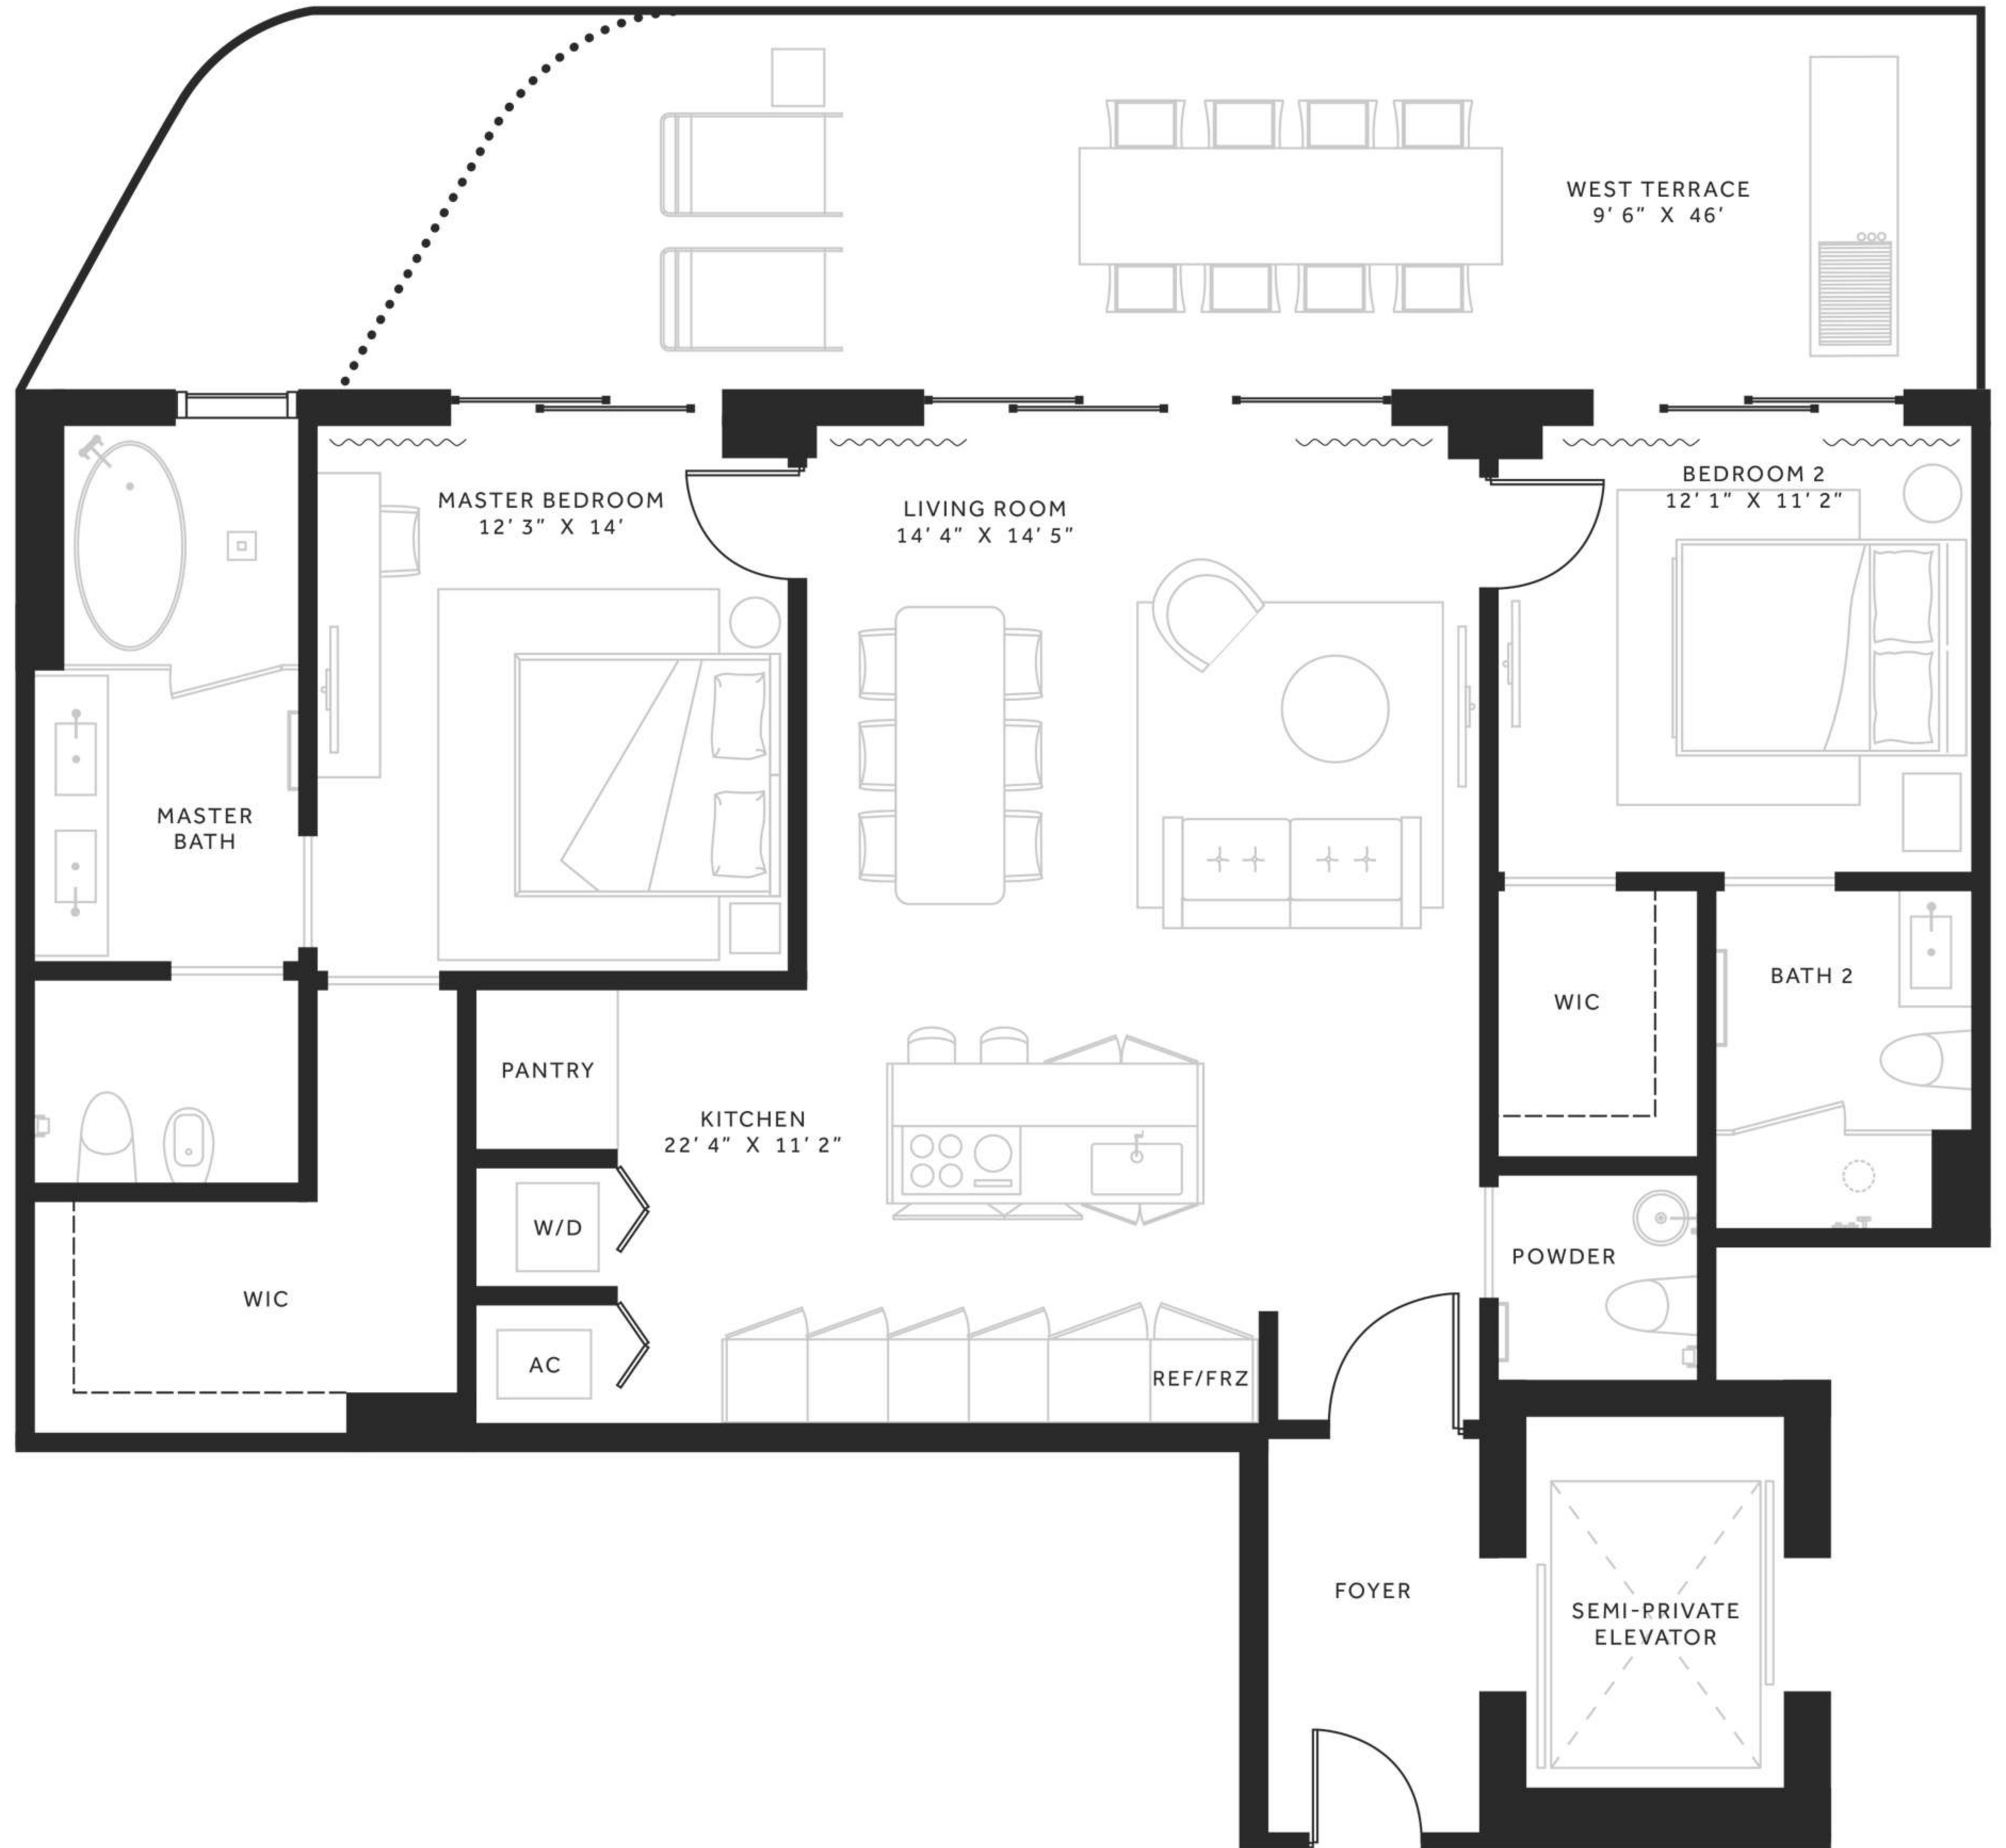 WEST TERRACE
9’ 6” X 46’
MASTER BEDROOM
12’ 3” X 14’
LIVING ROOM
14’ 4” X 14’ 5”
BEDROOM 2
12’ 1” X 11’ 2”
MASTER
BATH
WIC
BATH 2
PANTRY
KITCHEN
22’ 4” X 11’ 2”
W/D
POWDER
WIC
AC
REF/FRZ
FOYER
SEMI-PRIVATE
ELEVATOR